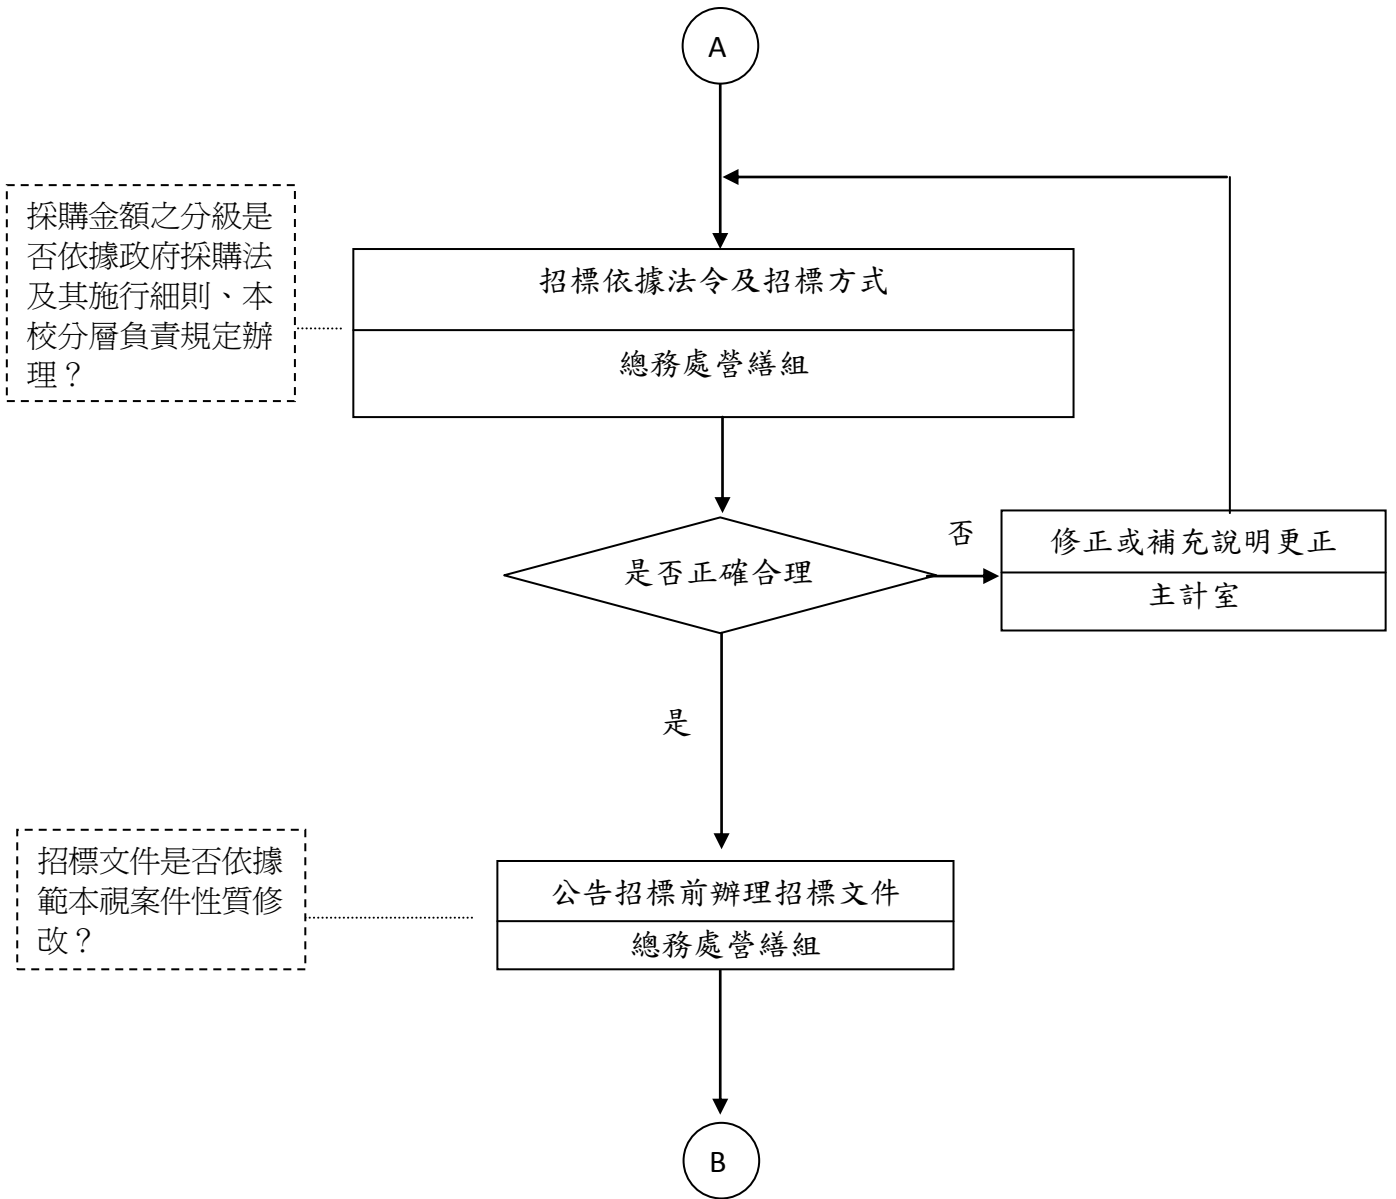 A
採購金額之分級是
否依據政府採購法
及其施行細則、本
校分層負責規定辦
理？
招標依據法令及招標方式
總務處營繕組
是否正確合理
否
修正或補充說明更正
主計室
是
招標文件是否依據
範本視案件性質修
改？
公告招標前辦理招標文件
總務處營繕組
B